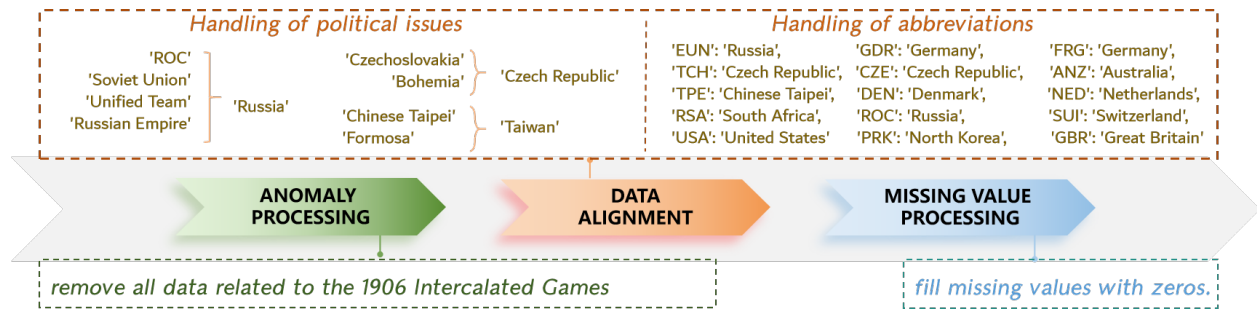 Handling of political issues
'ROC'
'Soviet Union'
'Unified Team'
'Russian Empire'
'Russia'
'Czechoslovakia'
'Bohemia'
'Czech Republic'
'Chinese Taipei'
'Formosa'
'Taiwan'
Handling of abbreviations
'EUN': 'Russia', 'GDR': 'Germany', 'FRG': 'Germany',
'TCH': 'Czech Republic', 'CZE': 'Czech Republic', 'ANZ': 'Australia',
'TPE': 'Chinese Taipei', 'DEN': 'Denmark', 'NED': 'Netherlands',
'RSA': 'South Africa', 'ROC': 'Russia', 'SUI': 'Switzerland',
'USA': 'United States' 'PRK': 'North Korea', 'GBR': 'Great Britain'
ANOMALY
PROCESSING
DATA
ALIGNMENT
MISSING VALUE
PROCESSING
remove all data related to the 1906 Intercalated Games
fill missing values with zeros.